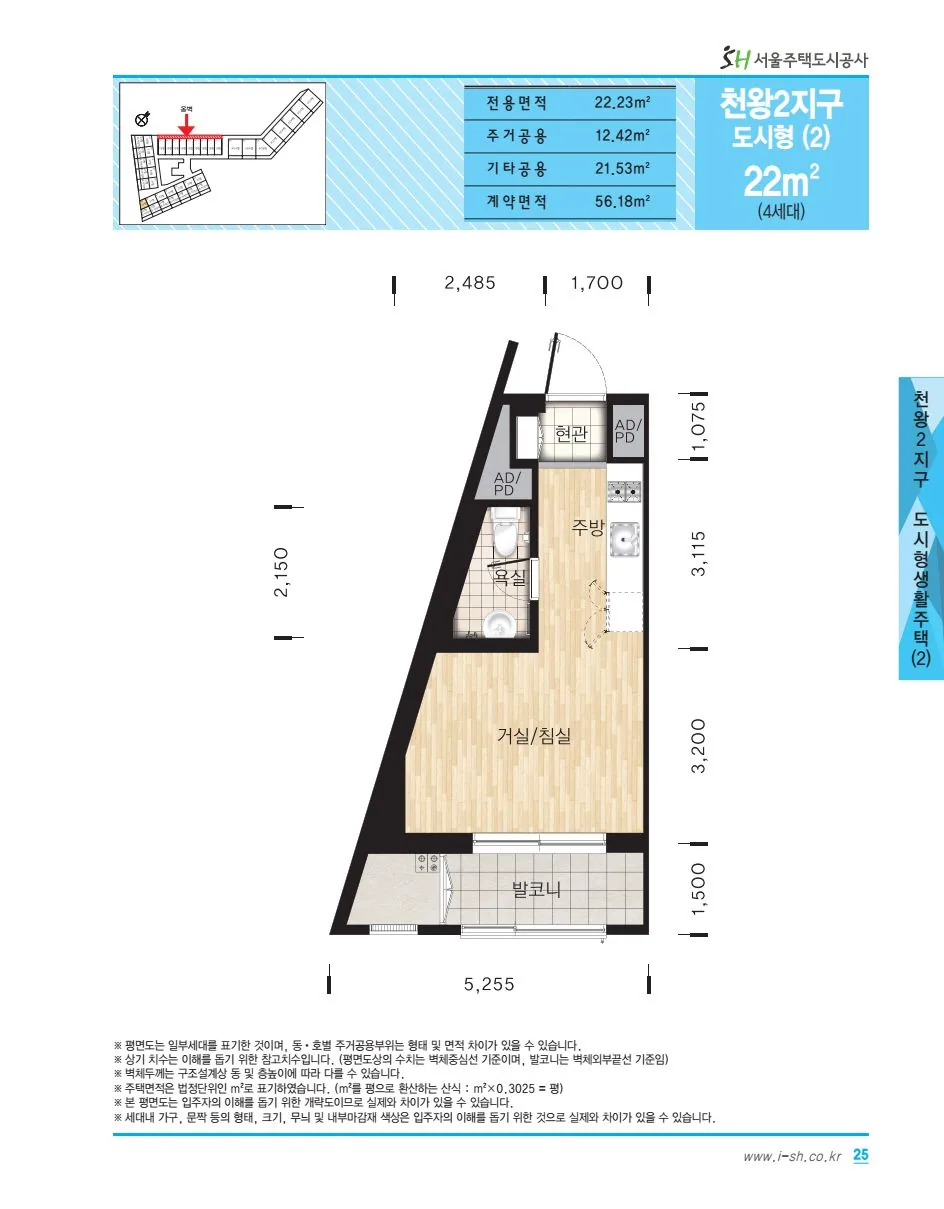 SH 서울주택도시공사
옹벽
전용면적 22.23m²
주거공용 12.42m²
기타공용 21.53m²
계약면적 56.18m²
천왕2지구
도시형 (2)
22m²
(4세대)
2,485 1,700
1,075
3,115
3,200
1,500
2,150
5,255
현관
AD/
PD
AD/
PD
주방
욕실
거실/침실
발코니
천왕2지구 도시형생활주택(2)
※ 평면도는 일부세대를 표기한 것이며, 동·호별 주거공용부위는 형태 및 면적 차이가 있을 수 있습니다.
※ 상기 치수는 이해를 돕기 위한 참고치수입니다. (평면도상의 수치는 벽체중심선 기준이며, 발코니는 벽체외부끝선 기준임)
※ 벽체두께는 구조설계상 동 및 층높이에 따라 다를 수 있습니다.
※ 주택면적은 법정단위인 m²로 표기하였습니다. (m²를 평으로 환산하는 산식 : m²×0.3025 = 평)
※ 본 평면도는 입주자의 이해를 돕기 위한 개략도이므로 실제와 차이가 있을 수 있습니다.
※ 세대내 가구, 문짝 등의 형태, 크기, 무늬 및 내부마감재 색상은 입주자의 이해를 돕기 위한 것으로 실제와 차이가 있을 수 있습니다.
www.i-sh.co.kr 25